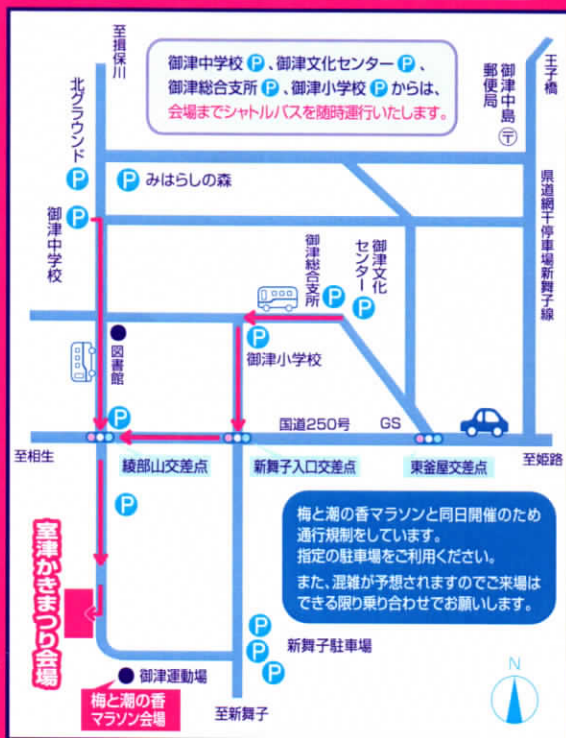 御津中学校 P 、御津文化センター P 、
御津総合支所 P 、御津小学校 P からは、
会場までシャトルバスを随時運行いたします。
至揖保川
北グラウンド
P
P みはらしの森
P
御津中学校
御津中島
郵便局
〒
王子橋
県道網干停車場新舞子線
御津総合支所
P
御津文化
センター
P
P
御津小学校
図書館
P
国道250号
GS
至相生
綾部山交差点
新舞子入口交差点
東釜屋交差点
至姫路
P
梅と潮の香マラソンと同日開催のため
通行規制をしています。
指定の駐車場をご利用ください。
また、混雑が予想されますのでご来場は
できる限り乗り合わせでお願いします。
室津かきまつり会場
P
P
P
新舞子駐車場
御津運動場
梅と潮の香
マラソン会場
至新舞子
N